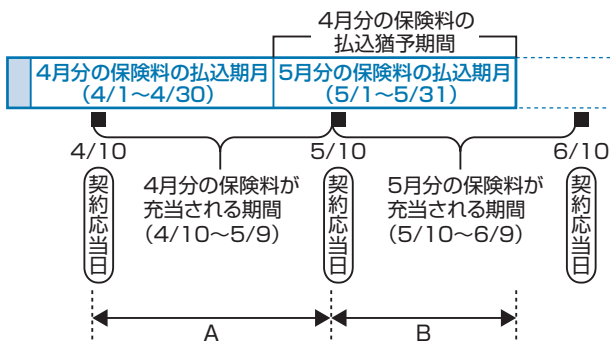 4月分の保険料の
払込猶予期間
4月分の保険料の払込期月
(4/1〜4/30)
5月分の保険料の払込期月
(5/1〜5/31)
4/10
5/10
6/10
契約応当日
4月分の保険料が
充当される期間
(4/10〜5/9)
契約応当日
5月分の保険料が
充当される期間
(5/10〜6/9)
契約応当日
A
B